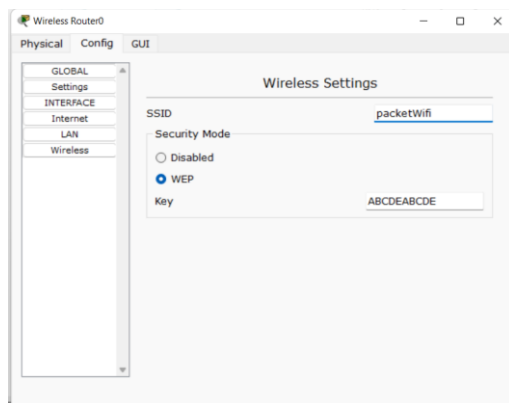 Wireless Router0
Physical Config GUI
GLOBAL
Settings
INTERFACE
Internet
LAN
Wireless
Wireless Settings
SSID packetWifi
Security Mode
Disabled
WEP
Key ABCDEABCDE